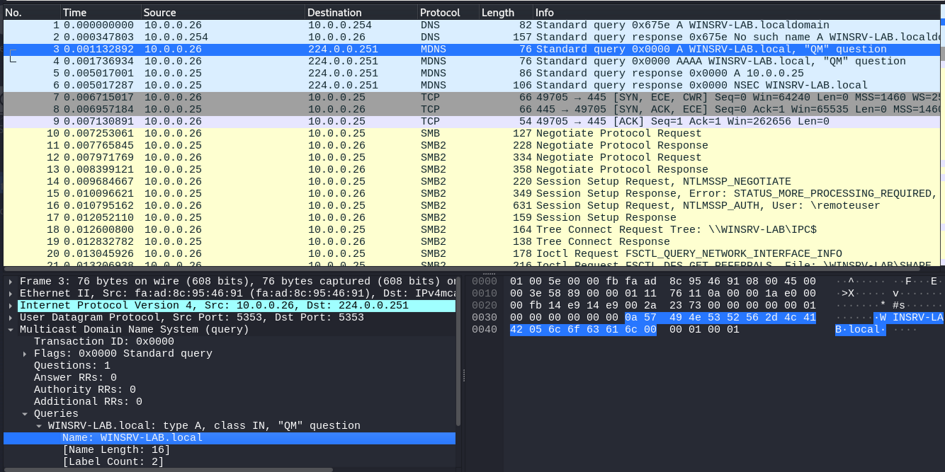 No. Time Source Destination Protocol Length Info
1 0.000000000 10.0.0.26 10.0.0.254 DNS 82 Standard query 0x675e A WINSRV-LAB.localdomain
2 0.000347803 10.0.0.254 10.0.0.26 DNS 157 Standard query response 0x675e No such name A WINSRV-LAB.locald
3 0.001132892 10.0.0.26 224.0.0.251 MDNS 76 Standard query 0x0000 A WINSRV-LAB.local, "QM" question
4 0.001736934 10.0.0.26 224.0.0.251 MDNS 76 Standard query 0x0000 AAAA WINSRV-LAB.local, "QM" question
5 0.005017001 10.0.0.25 224.0.0.251 MDNS 86 Standard query response 0x0000 A 10.0.0.25
6 0.005017287 10.0.0.25 224.0.0.251 MDNS 106 Standard query response 0x0000 NSEC WINSRV-LAB.local
7 0.006715017 10.0.0.26 10.0.0.25 TCP 66 49705 → 445 [SYN, ECE, CWR] Seq=0 Win=64240 Len=0 MSS=1460 WS=25
8 0.006957184 10.0.0.25 10.0.0.26 TCP 66 445 → 49705 [SYN, ACK, ECE] Seq=0 Ack=1 Win=65535 Len=0 MSS=1460
9 0.007130891 10.0.0.26 10.0.0.25 TCP 54 49705 → 445 [ACK] Seq=1 Ack=1 Win=262656 Len=0
10 0.007253061 10.0.0.26 10.0.0.25 SMB 127 Negotiate Protocol Request
11 0.007765845 10.0.0.25 10.0.0.26 SMB2 228 Negotiate Protocol Response
12 0.007971769 10.0.0.26 10.0.0.25 SMB2 334 Negotiate Protocol Request
13 0.008399121 10.0.0.25 10.0.0.26 SMB2 358 Negotiate Protocol Response
14 0.009684667 10.0.0.26 10.0.0.25 SMB2 220 Session Setup Request, NTLMSSP_NEGOTIATE
15 0.010096621 10.0.0.25 10.0.0.26 SMB2 349 Session Setup Response, Error: STATUS_MORE_PROCESSING_REQUIRED,
16 0.010795162 10.0.0.26 10.0.0.25 SMB2 631 Session Setup Request, NTLMSSP_AUTH, User: \remoteuser
17 0.012052110 10.0.0.25 10.0.0.26 SMB2 159 Session Setup Response
18 0.012600800 10.0.0.26 10.0.0.25 SMB2 164 Tree Connect Request Tree: \\WINSRV-LAB\IPC$
19 0.012832782 10.0.0.25 10.0.0.26 SMB2 138 Tree Connect Response
20 0.013045926 10.0.0.26 10.0.0.25 SMB2 178 Ioctl Request FSCTL_QUERY_NETWORK_INTERFACE_INFO
Frame 3: 76 bytes on wire (608 bits), 76 bytes captured (608 bits) o
Ethernet II, Src: fa:ad:8c:95:46:91 (fa:ad:8c:95:46:91), Dst: IPv4mc
Internet Protocol Version 4, Src: 10.0.0.26, Dst: 224.0.0.251
User Datagram Protocol, Src Port: 5353, Dst Port: 5353
Multicast Domain Name System (query)
Transaction ID: 0x0000
Flags: 0x0000 Standard query
Questions: 1
Answer RRs: 0
Authority RRs: 0
Additional RRs: 0
Queries
WINSRV-LAB.local: type A, class IN, "QM" question
Name: WINSRV-LAB.local
[Name Length: 16]
[Label Count: 2]
0000 01 00 5e 00 00 fb fa ad 8c 95 46 91 08 00 45 00 ··^·······F···E·
0010 00 3e 58 89 00 00 01 11 76 11 0a 00 00 1a e0 00 ·>X·····v·······
0020 00 fb 14 e9 14 e9 00 2a 23 73 00 00 00 00 00 01 ·······*#s······
0030 00 00 00 00 00 00 0a 57 49 4e 53 52 56 2d 4c 41 ·······WINSRV-LA
0040 42 05 6c 6f 63 61 6c 00 00 01 00 01 B·local·····